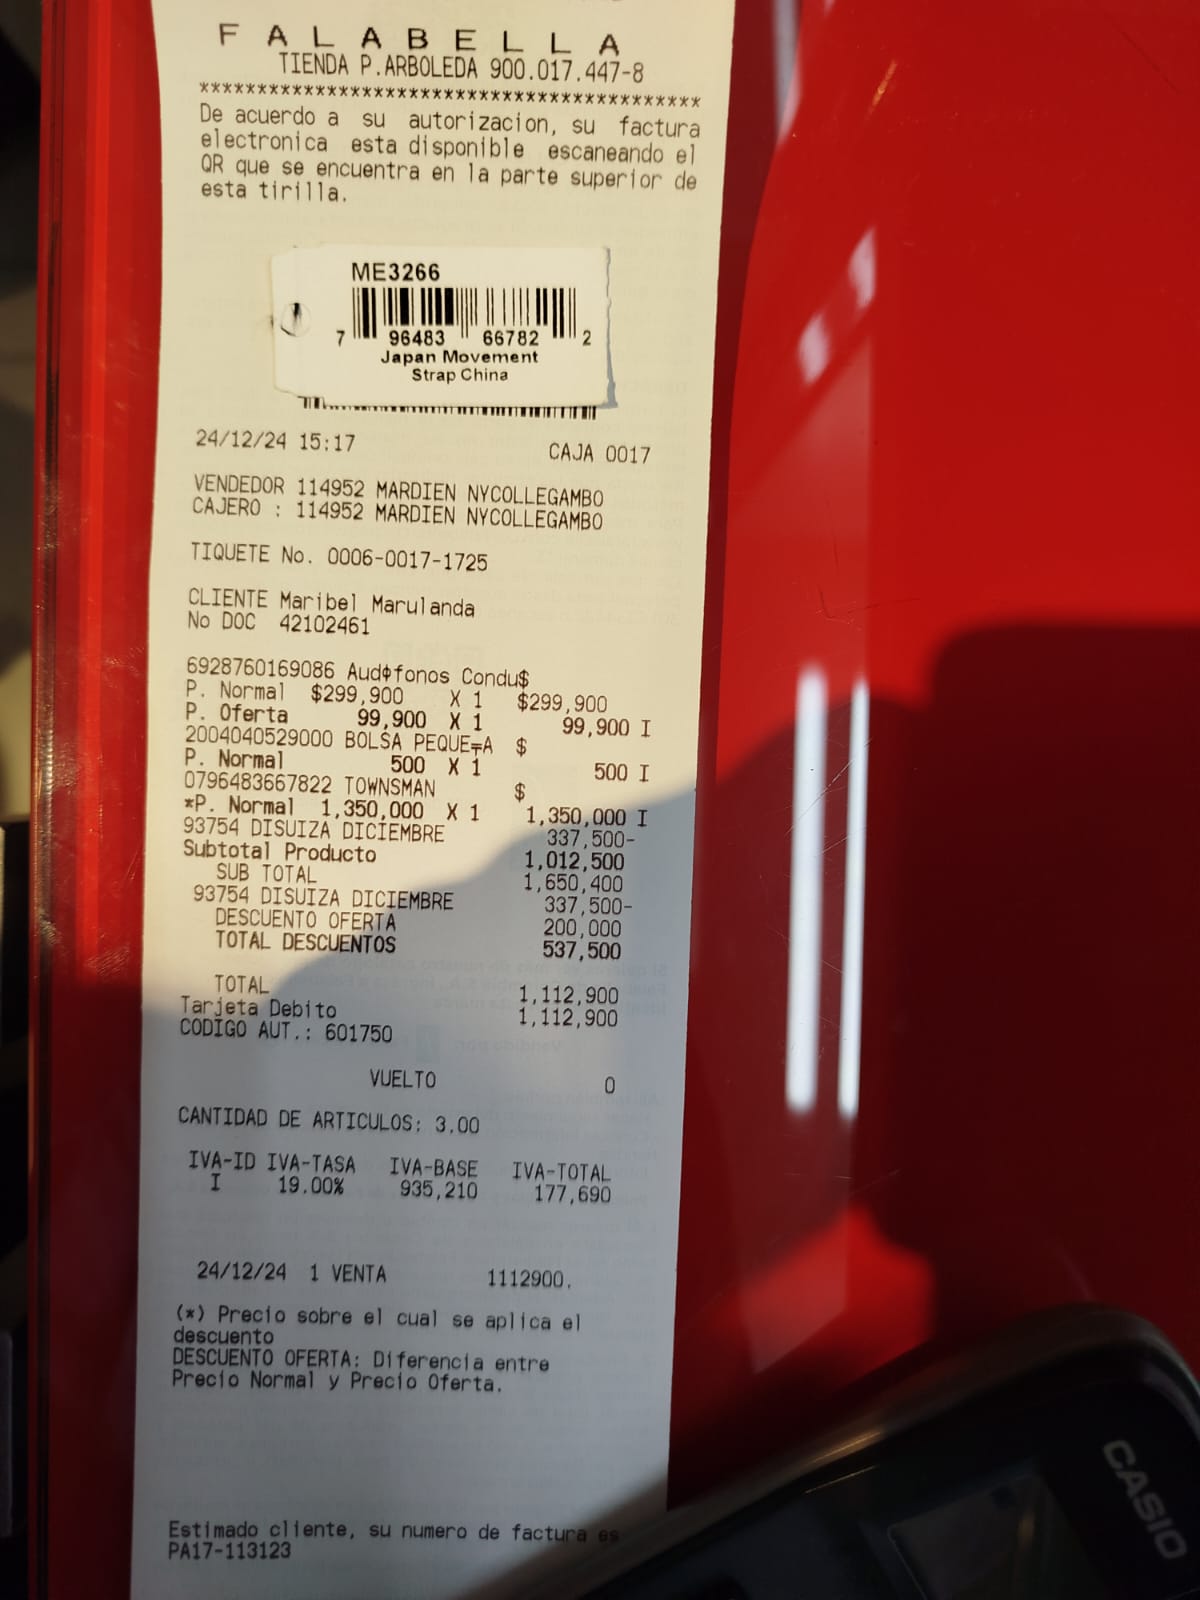 F A L A B E L L A
TIENDA P.ARBOLEDA 900.017.447-8
******************************************
De acuerdo a su autorizacion, su factura
electronica esta disponible escaneando el
QR que se encuentra en la parte superior de
esta tirilla.
ME3266
7 96483 66782 2
Japan Movement
Strap China
24/12/24 15:17 CAJA 0017
VENDEDOR 114952 MARDIEN NYCOLLEGAMBO
CAJERO : 114952 MARDIEN NYCOLLEGAMBO
TIQUETE No. 0006-0017-1725
CLIENTE Maribel Marulanda
No DOC 42102461
6928760169086 Aud¢fonos Condu$
P. Normal $299,900 X 1 $299,900
P. Oferta 99,900 X 1 99,900 I
2004040529000 BOLSA PEQUE╤A $
P. Normal 500 X 1 500 I
0796483667822 TOWNSMAN $
*P. Normal 1,350,000 X 1 1,350,000 I
93754 DISUIZA DICIEMBRE 337,500-
Subtotal Producto 1,012,500
SUB TOTAL 1,650,400
93754 DISUIZA DICIEMBRE 337,500-
DESCUENTO OFERTA 200,000
TOTAL DESCUENTOS 537,500
TOTAL 1,112,900
Tarjeta Debito 1,112,900
CODIGO AUT.: 601750
VUELTO 0
CANTIDAD DE ARTICULOS: 3.00
IVA-ID IVA-TASA IVA-BASE IVA-TOTAL
I 19.00% 935,210 177,690
24/12/24 1 VENTA 1112900.
(*) Precio sobre el cual se aplica el
descuento
DESCUENTO OFERTA: Diferencia entre
Precio Normal y Precio Oferta.
Estimado cliente, su numero de factura es
PA17-113123
CASIO